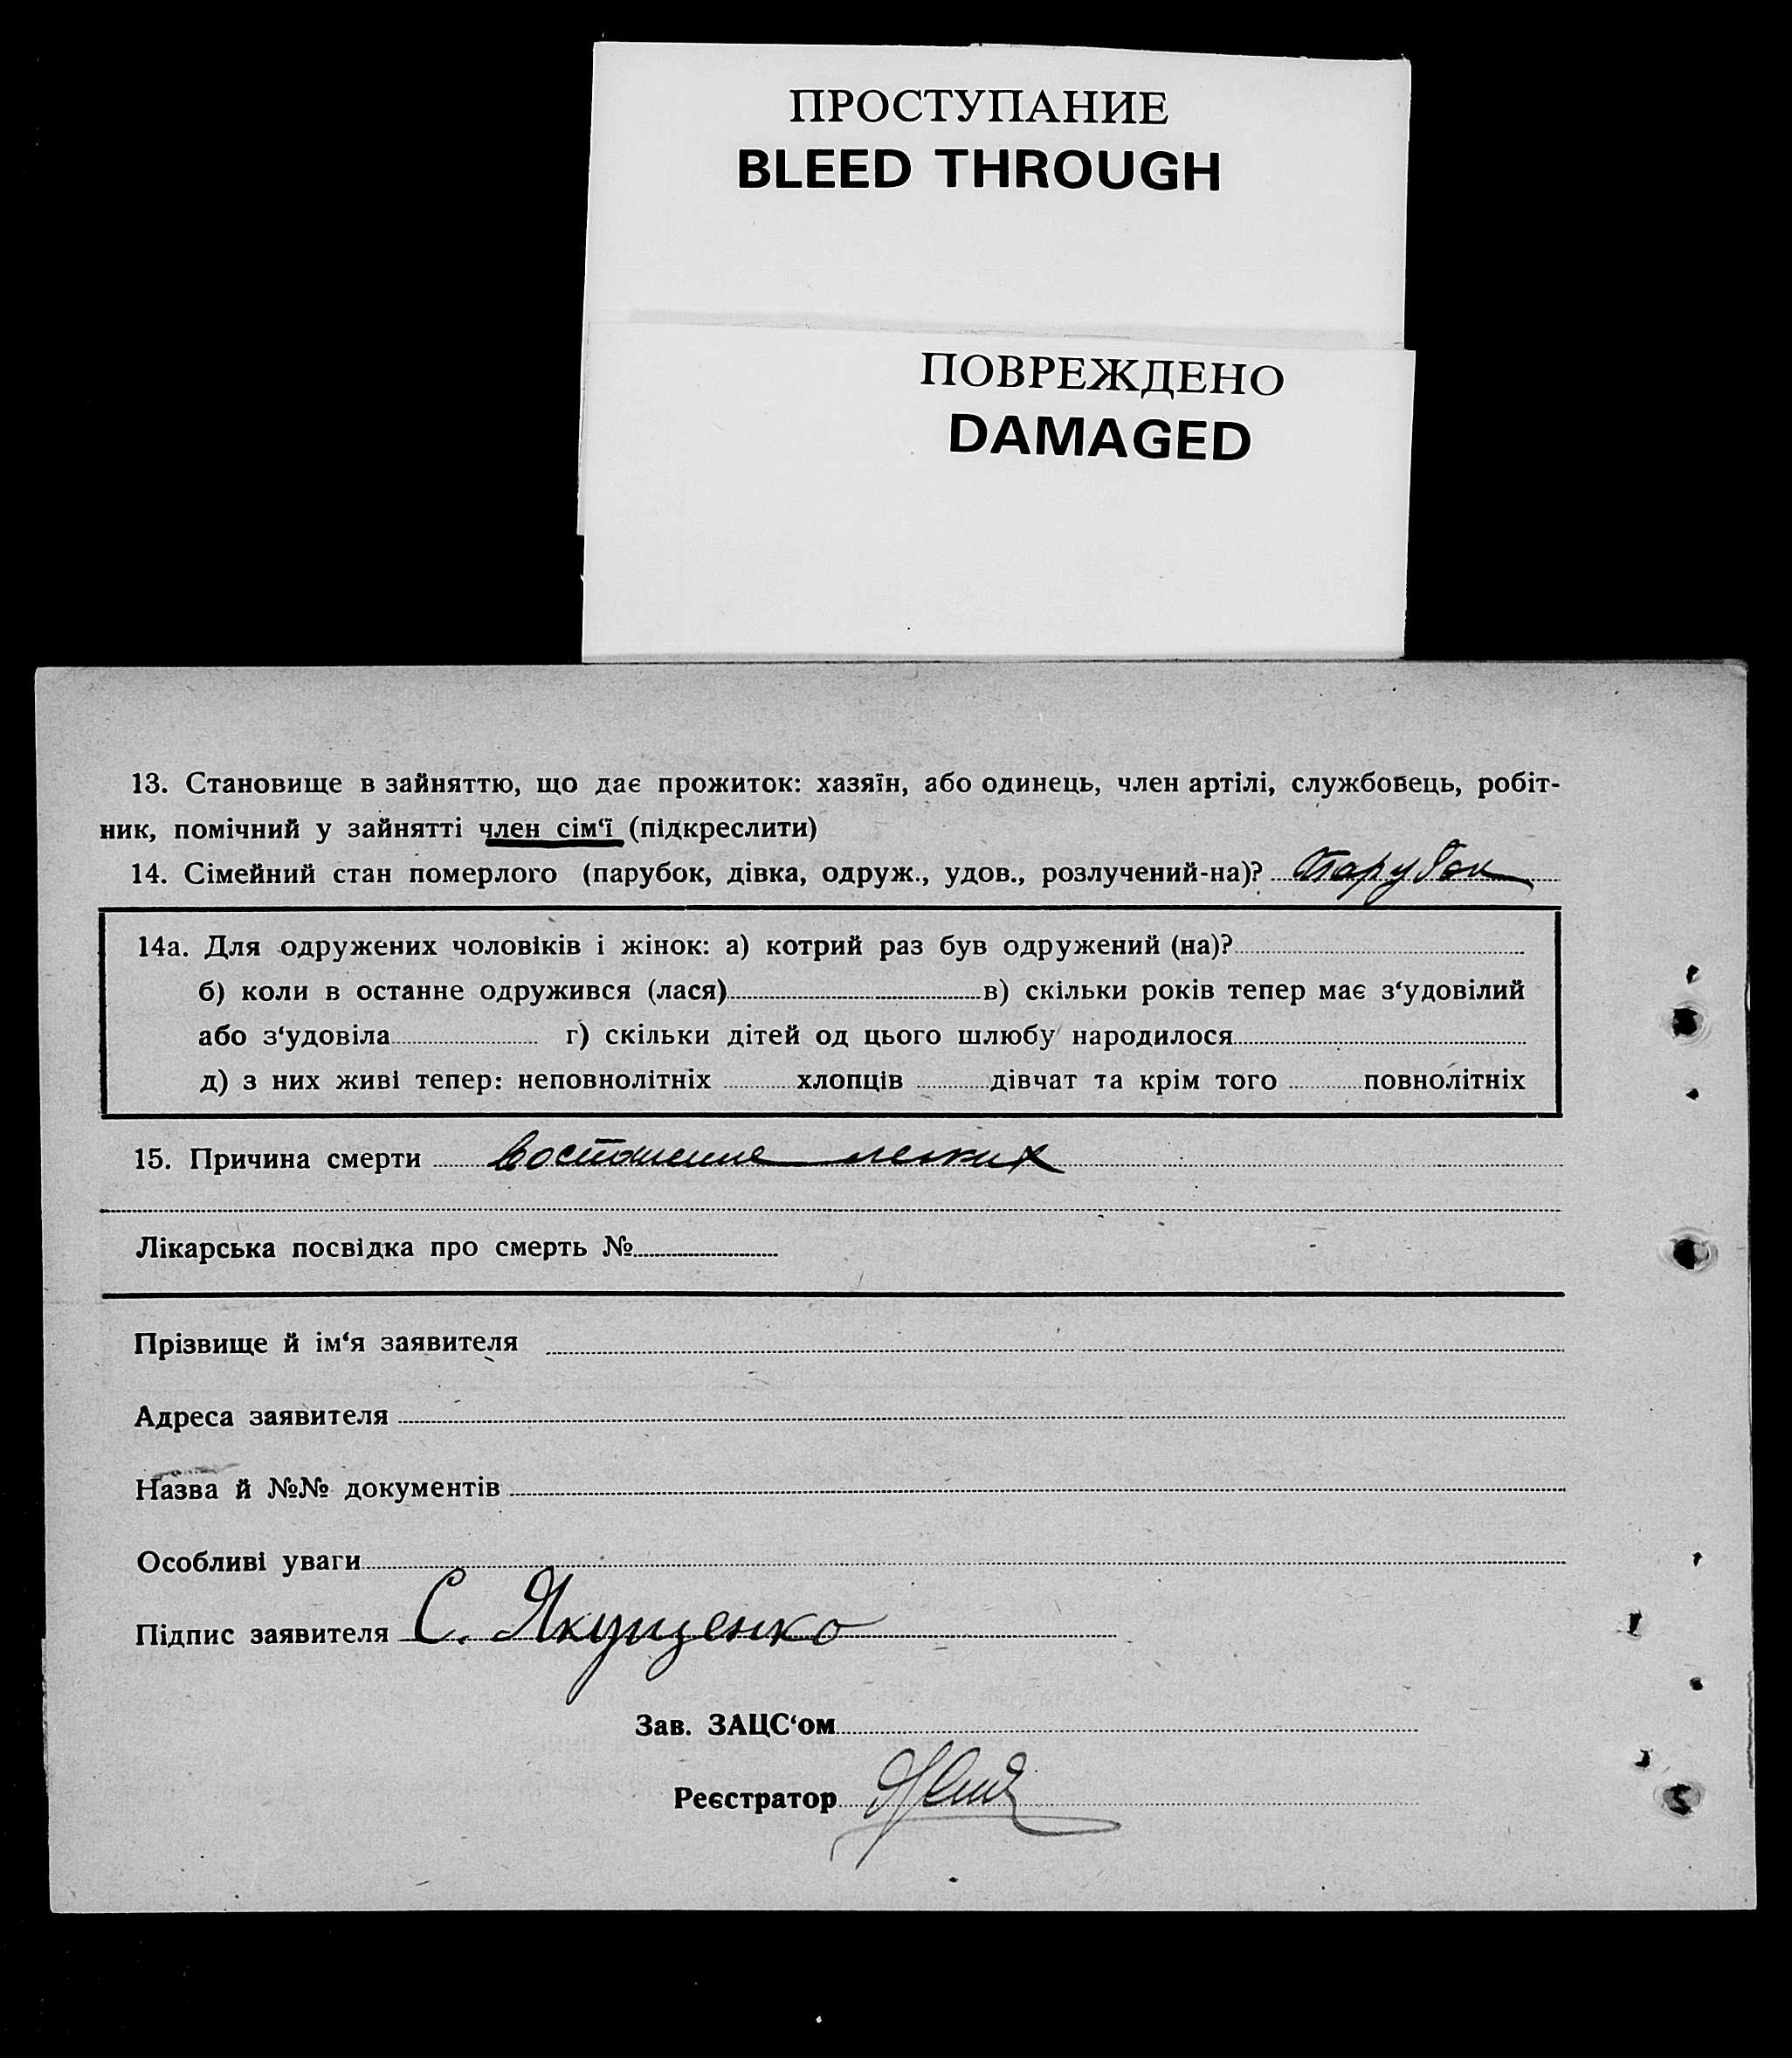 ПРОСТУПАНИЕ
BLEED THROUGH
ПОВРЕЖДЕНО
DAMAGED
13. Становище в зайняттю, що дає прожиток: хазяїн, або одинець, член артілі, службовець, робіт-
ник, помічний у зайнятті член сім‘ї (підкреслити)
14. Сімейний стан померлого (парубок, дівка, одруж., удов., розлучений-на)? Парубок
14а. Для одружених чоловіків і жінок: а) котрий раз був одружений (на)?
б) коли в останнє одружився (лася) в) скільки років тепер має з‘удовілий
або з‘удовіла г) скільки дітей од цього шлюбу народилося
д) з них живі тепер: неповнолітніх хлопців дівчат та крім того повнолітніх
15. Причина смерти легких
Лікарська посвідка про смерть №
Прізвище й ім‘я заявителя
Адреса заявителя
Назва й №№ документів
Особливі уваги
Підпис заявителя С. Якущенко
Зав. ЗАЦС‘ом
Реєстратор